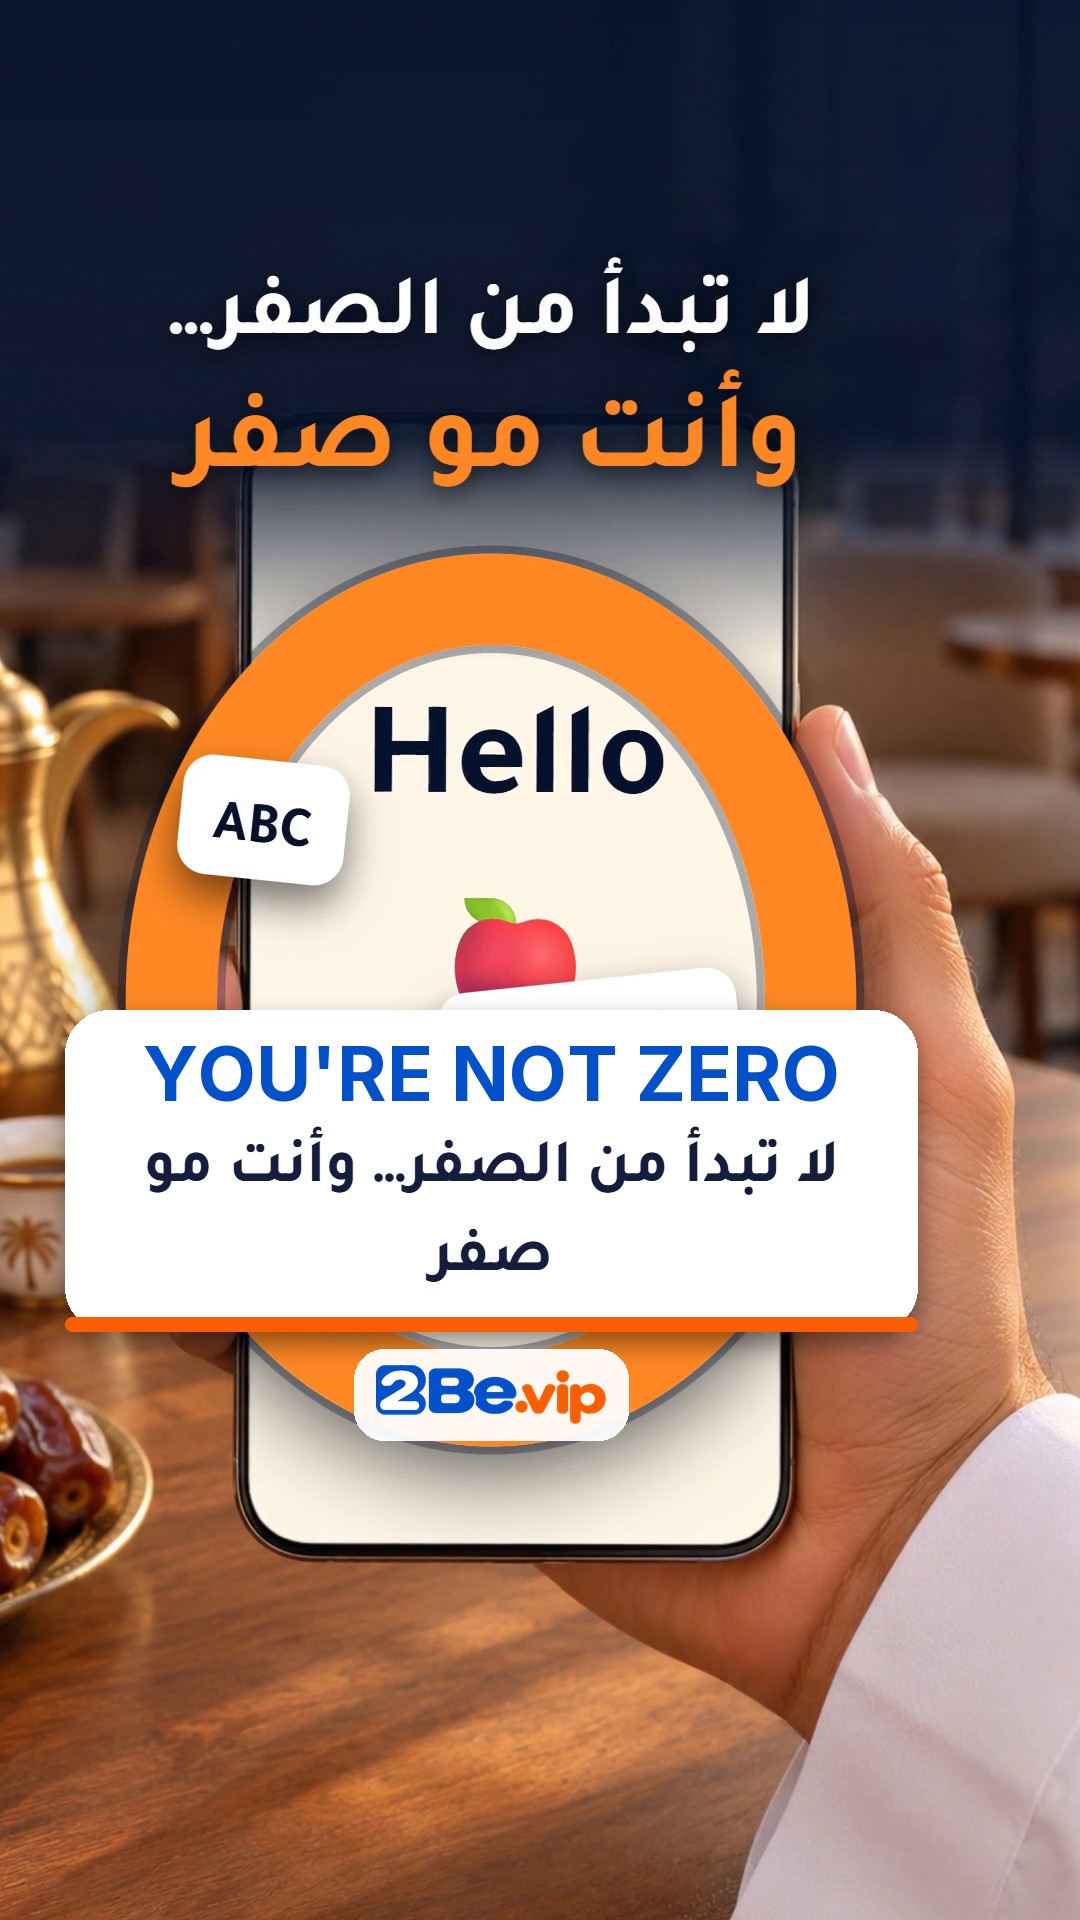 لا تبدأ من الصفر...
وأنت مو صفر
Hello
ABC
YOU'RE NOT ZERO
لا تبدأ من الصفر... وأنت مو
صفر
2Be.vip